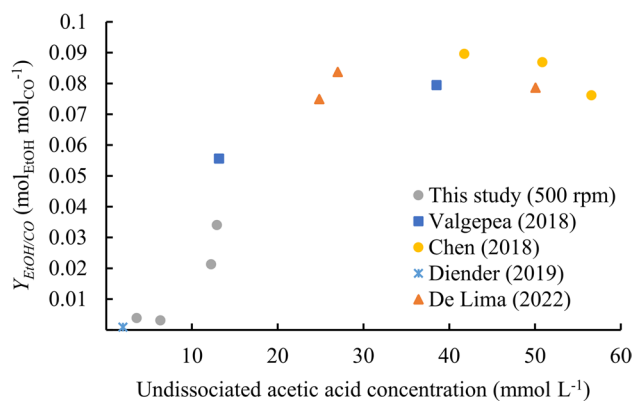 Y_EtOH/CO (mol_EtOH mol_CO^-1)
0.1
0.09
0.08
0.07
0.06
0.05
0.04
0.03
0.02
0.01
This study (500 rpm)
Valgepea (2018)
Chen (2018)
Diender (2019)
De Lima (2022)
10 20 30 40 50 60
Undissociated acetic acid concentration (mmol L^-1)